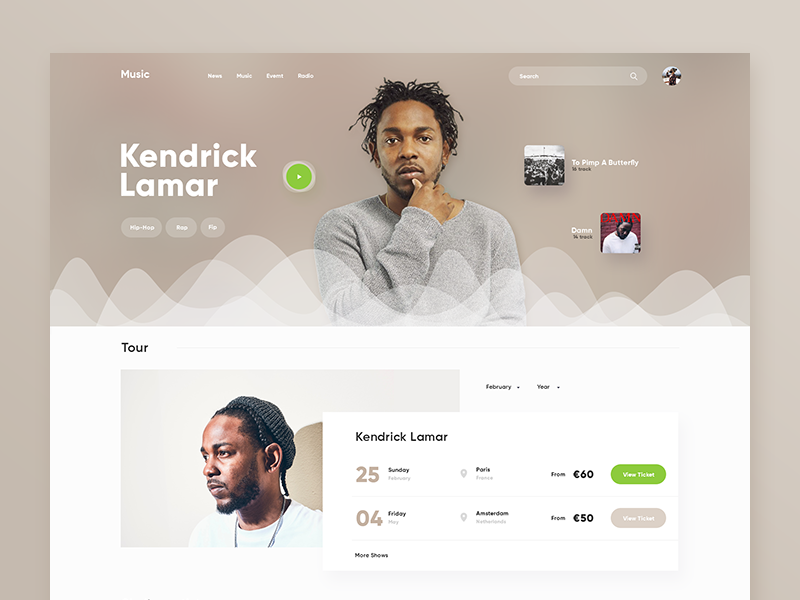 Music
News
Music
Event
Radio
Search
Kendrick
Lamar
Hip-Hop
Rap
Fip
To Pimp A Butterfly
16 track
Damn
14 track
Tour
February
Year
Kendrick Lamar
25 Sunday
February
Paris
France
From €60
View Ticket
04 Friday
May
Amsterdam
Netherlands
From €50
View Ticket
More Shows